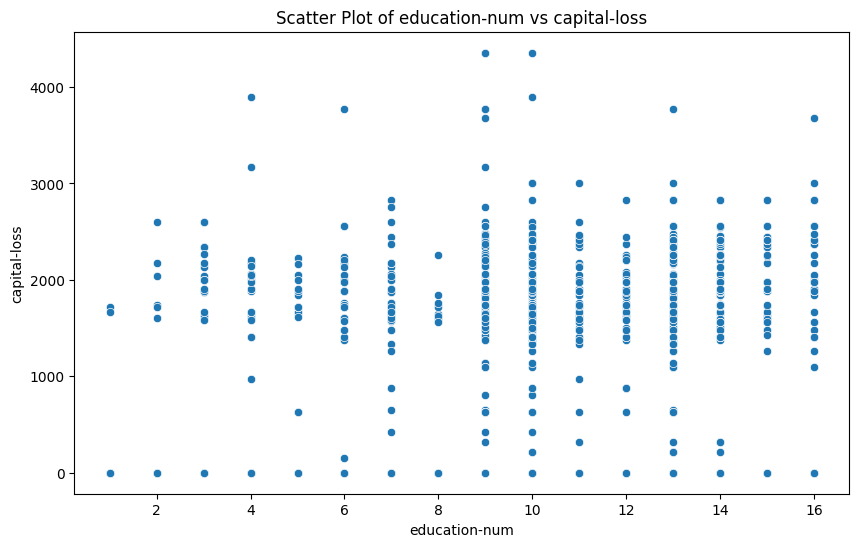 Scatter Plot of education-num vs capital-loss
4000
3000
2000
1000
0
capital-loss
2 4 6 8 10 12 14 16
education-num